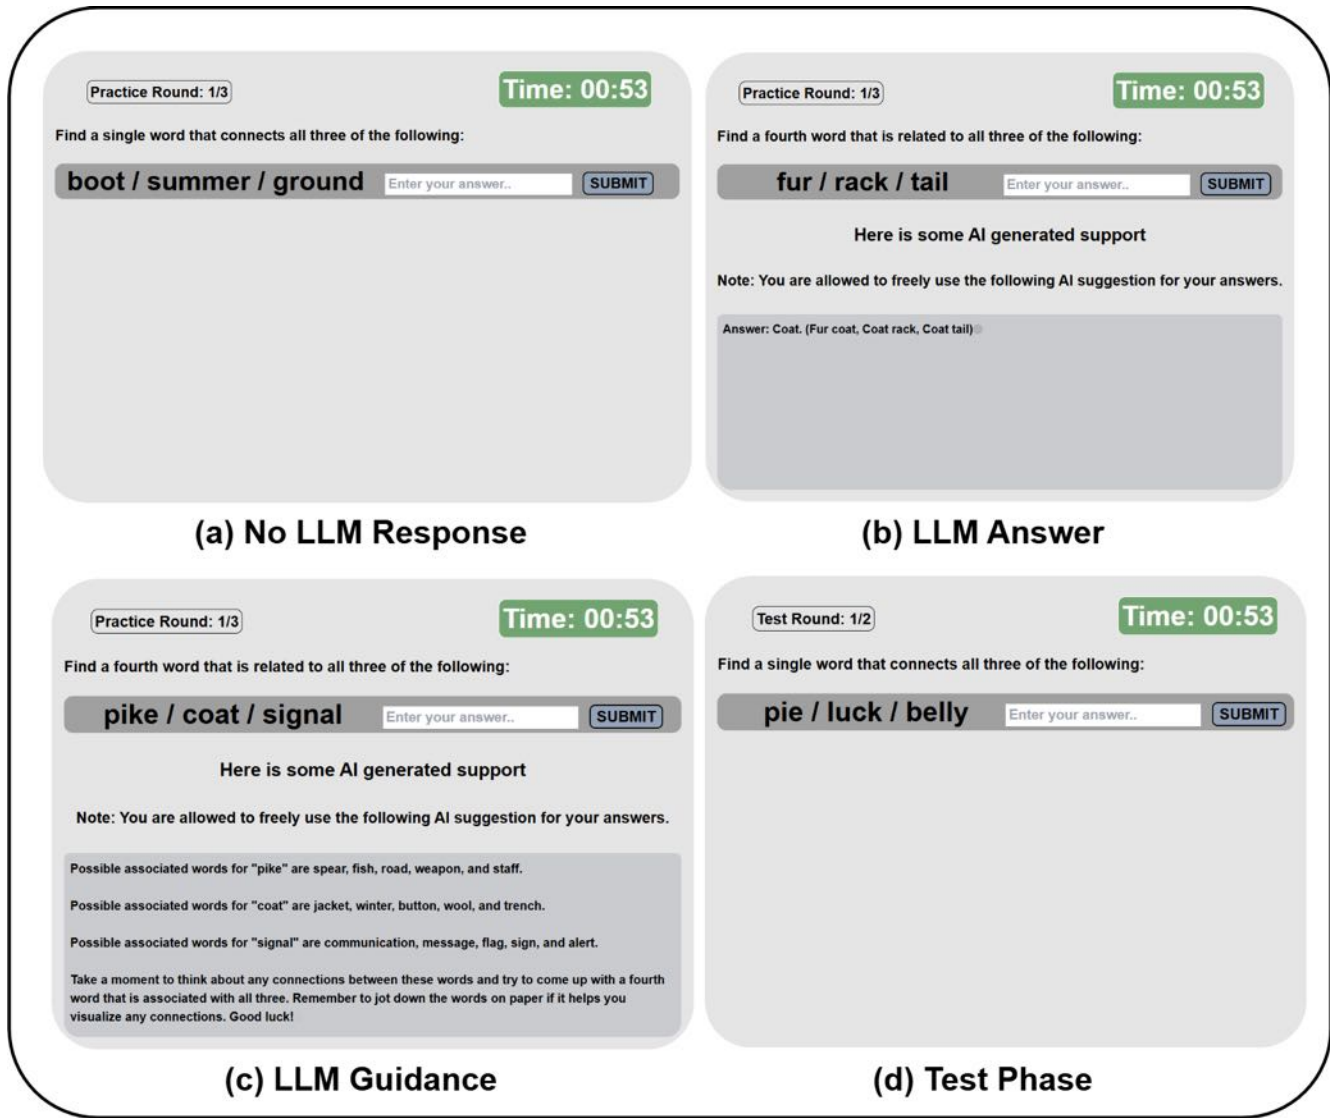 Practice Round: 1/3
Time: 00:53
Find a single word that connects all three of the following:
boot / summer / ground
Enter your answer..
SUBMIT
(a) No LLM Response
Practice Round: 1/3
Time: 00:53
Find a fourth word that is related to all three of the following:
fur / rack / tail
Enter your answer..
SUBMIT
Here is some AI generated support
Note: You are allowed to freely use the following AI suggestion for your answers.
Answer: Coat. (Fur coat, Coat rack, Coat tail)
(b) LLM Answer
Practice Round: 1/3
Time: 00:53
Find a fourth word that is related to all three of the following:
pike / coat / signal
Enter your answer..
SUBMIT
Here is some AI generated support
Note: You are allowed to freely use the following AI suggestion for your answers.
Possible associated words for "pike" are spear, fish, road, weapon, and staff.
Possible associated words for "coat" are jacket, winter, button, wool, and trench.
Possible associated words for "signal" are communication, message, flag, sign, and alert.
Take a moment to think about any connections between these words and try to come up with a fourth
word that is associated with all three. Remember to jot down the words on paper if it helps you
visualize any connections. Good luck!
(c) LLM Guidance
Test Round: 1/2
Time: 00:53
Find a single word that connects all three of the following:
pie / luck / belly
Enter your answer..
SUBMIT
(d) Test Phase